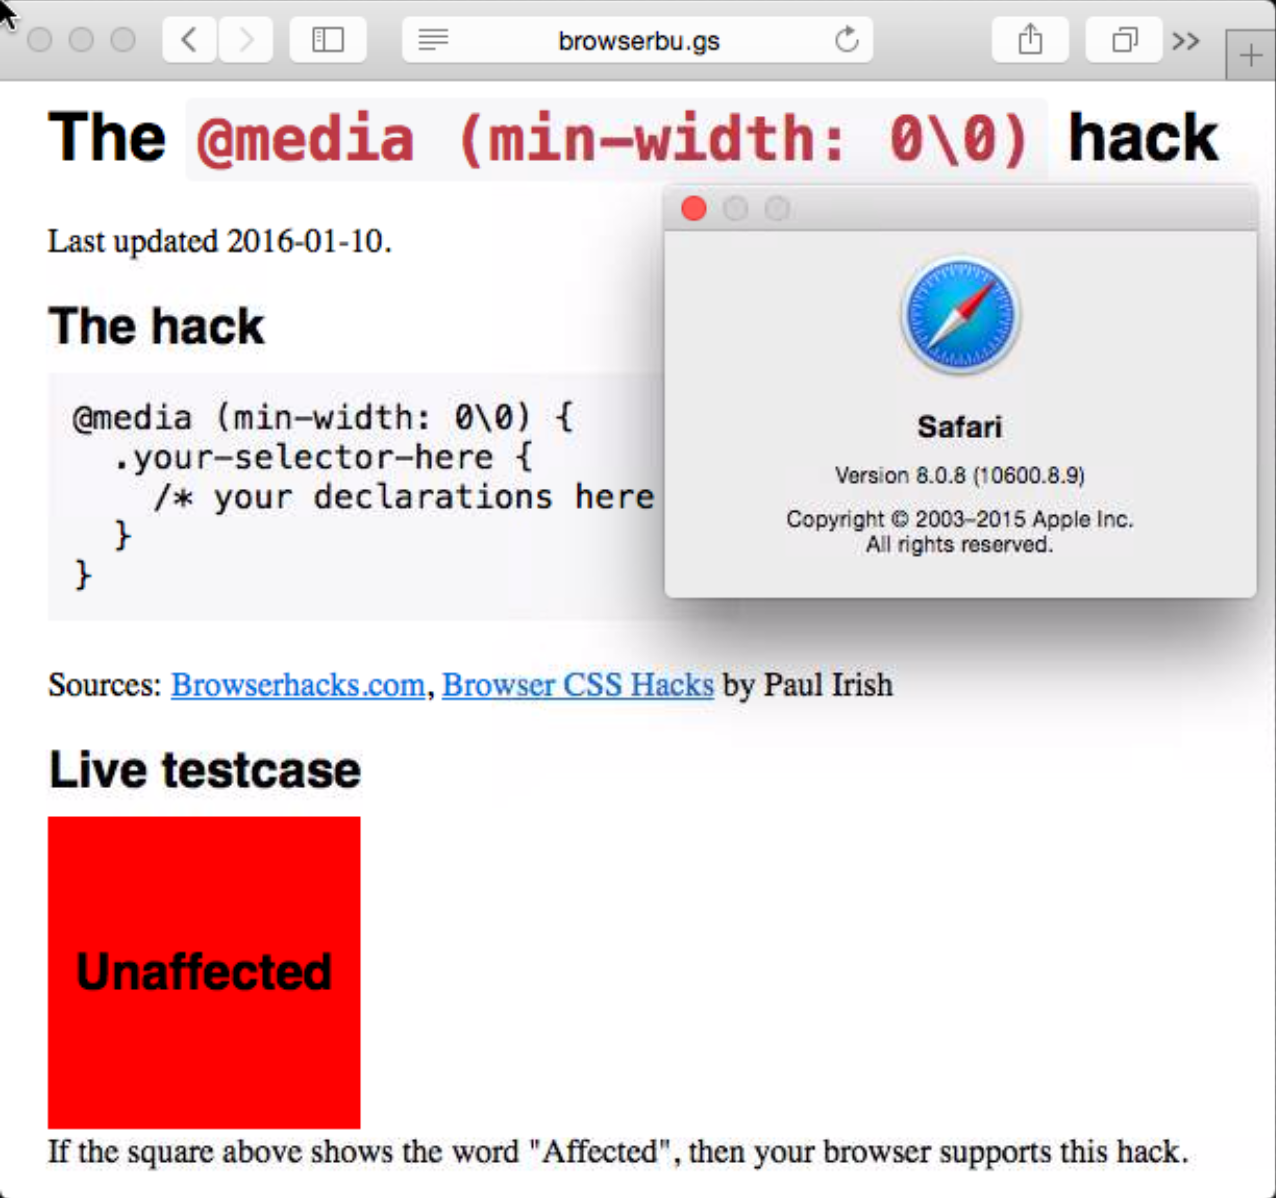 browserbu.gs
The @media (min-width: 0\0) hack
Last updated 2016-01-10.
The hack
@media (min-width: 0\0) {
.your-selector-here {
/* your declarations here
}
}
Safari
Version 8.0.8 (10600.8.9)
Copyright © 2003–2015 Apple Inc.
All rights reserved.
Sources: Browserhacks.com, Browser CSS Hacks by Paul Irish
Live testcase
Unaffected
If the square above shows the word "Affected", then your browser supports this hack.